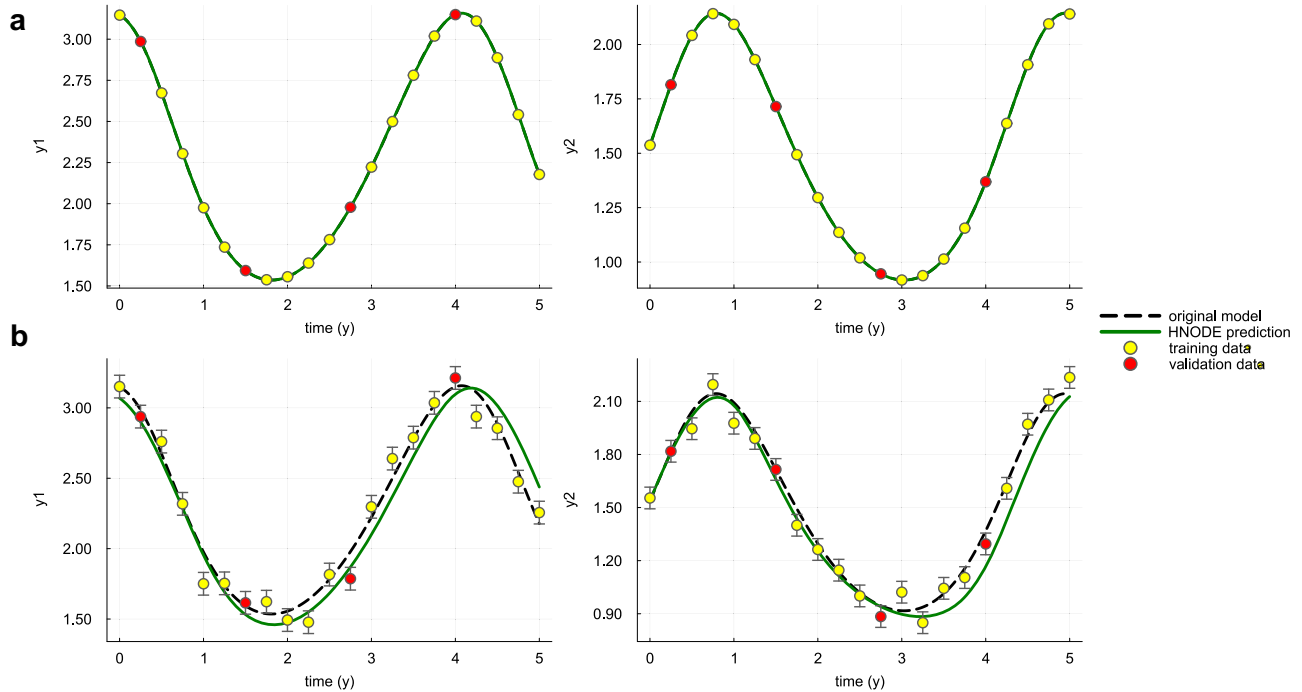 a
3.00
2.75
2.50
2.25
2.00
1.75
1.50
y1
0 1 2 3 4 5
time (y)
2.00
1.75
1.50
1.25
1.00
y2
0 1 2 3 4 5
time (y)
original model
HNODE prediction
training data
validation data
b
3.00
2.50
2.00
1.50
y1
0 1 2 3 4 5
time (y)
2.10
1.80
1.50
1.20
0.90
y2
0 1 2 3 4 5
time (y)